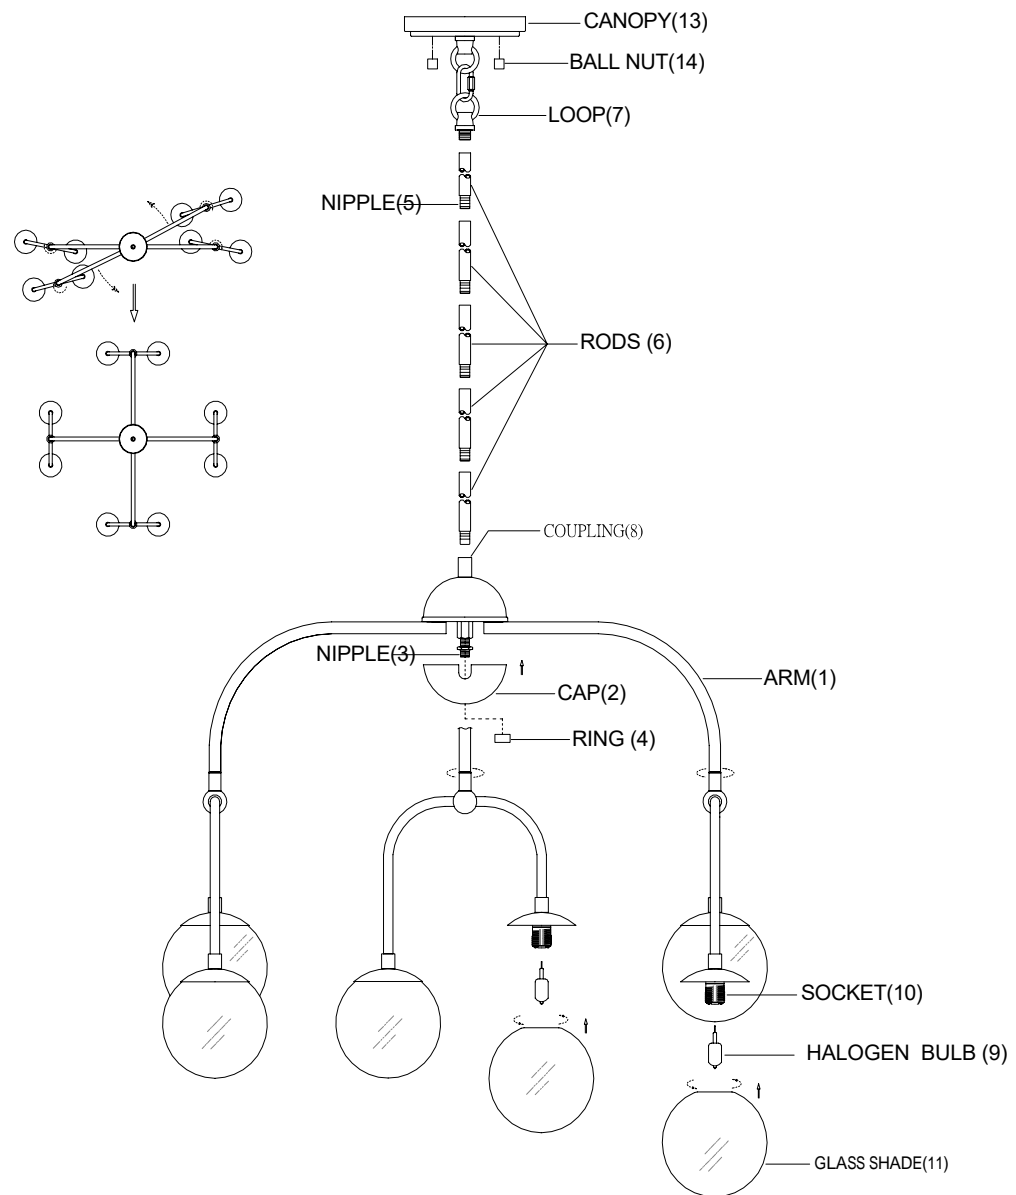 CANOPY(13)
BALL NUT(14)
LOOP(7)
NIPPLE(5)
RODS (6)
COUPLING(8)
NIPPLE(3)
ARM(1)
CAP(2)
RING (4)
SOCKET(10)
HALOGEN BULB (9)
GLASS SHADE(11)